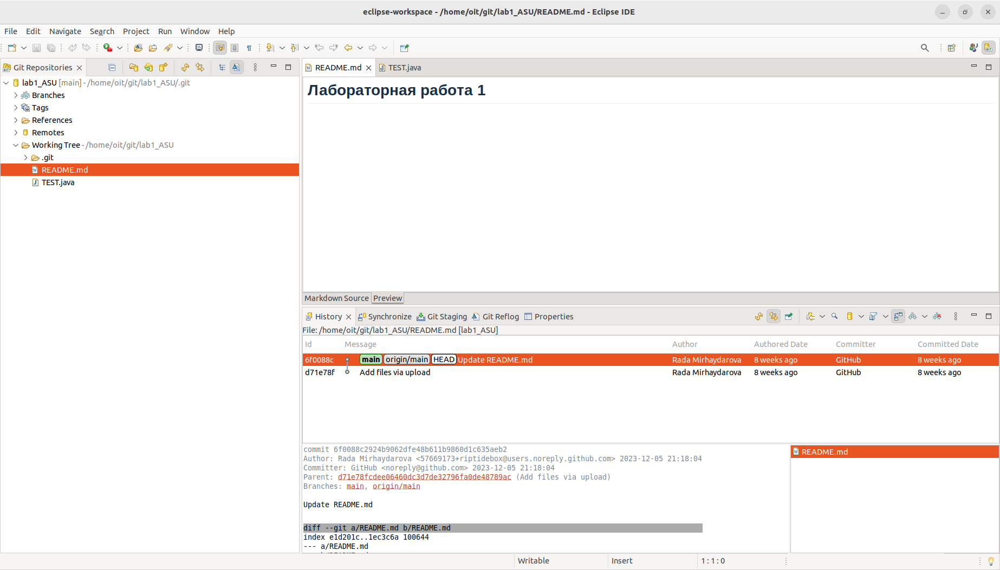 eclipse-workspace - /home/oit/git/lab1_ASU/README.md - Eclipse IDE
File Edit Navigate Search Project Run Window Help
Git Repositories
lab1_ASU [main] - /home/oit/git/lab1_ASU/.git
Branches
Tags
References
Remotes
Working Tree - /home/oit/git/lab1_ASU
.git
README.md
TEST.java
README.md TEST.java
Лабораторная работа 1
Markdown Source Preview
History Synchronize Git Staging Git Reflog Properties
File: /home/oit/git/lab1_ASU/README.md [lab1_ASU]
Id Message Author Authored Date Committer Committed Date
6f0088c main origin/main HEAD Update README.md Rada Mirhaydarova 8 weeks ago GitHub 8 weeks ago
d71e78f Add files via upload Rada Mirhaydarova 8 weeks ago GitHub 8 weeks ago
commit 6f0088c2924b9062dfe48b611b9860d1c635aeb2
Author: Rada Mirhaydarova <57669173+riptidebox@users.noreply.github.com> 2023-12-05 21:18:04
Committer: GitHub <noreply@github.com> 2023-12-05 21:18:04
Parent: d71e78fcdee06460dc3d7de32796fa0de48789ac (Add files via upload)
Branches: main, origin/main
Update README.md
diff --git a/README.md b/README.md
index e1d201c..1ec3c6a 100644
--- a/README.md
README.md
Writable Insert 1 : 1 : 0